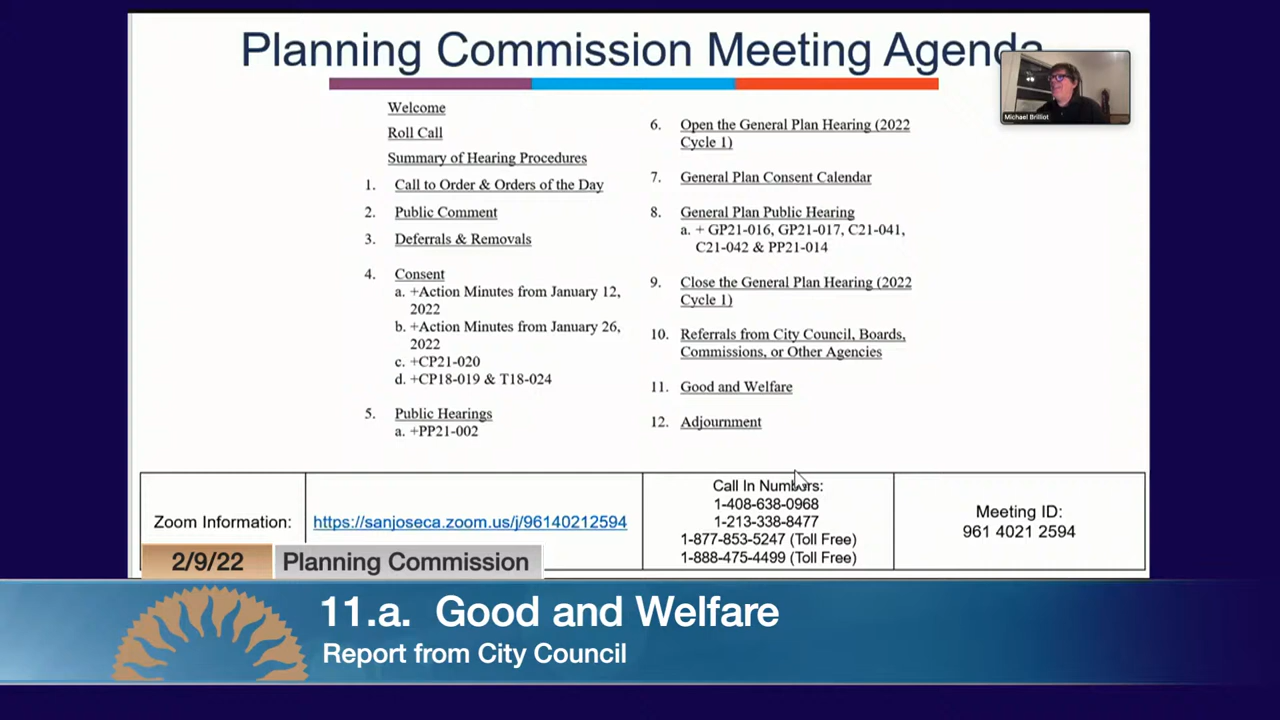 Planning Commission Meeting Agenda
Michael Brilliot
Welcome
Roll Call
Summary of Hearing Procedures
1. Call to Order & Orders of the Day
2. Public Comment
3. Deferrals & Removals
4. Consent
a. +Action Minutes from January 12,
2022
b. +Action Minutes from January 26,
2022
c. +CP21-020
d. +CP18-019 & T18-024
5. Public Hearings
a. +PP21-002
6. Open the General Plan Hearing (2022
Cycle 1)
7. General Plan Consent Calendar
8. General Plan Public Hearing
a. + GP21-016, GP21-017, C21-041,
C21-042 & PP21-014
9. Close the General Plan Hearing (2022
Cycle 1)
10. Referrals from City Council, Boards,
Commissions, or Other Agencies
11. Good and Welfare
12. Adjournment
Zoom Information:
https://sanjoseca.zoom.us/j/96140212594
Call In Numbers:
1-408-638-0968
1-213-338-8477
1-877-853-5247 (Toll Free)
1-888-475-4499 (Toll Free)
Meeting ID:
961 4021 2594
2/9/22 Planning Commission
11.a. Good and Welfare
Report from City Council